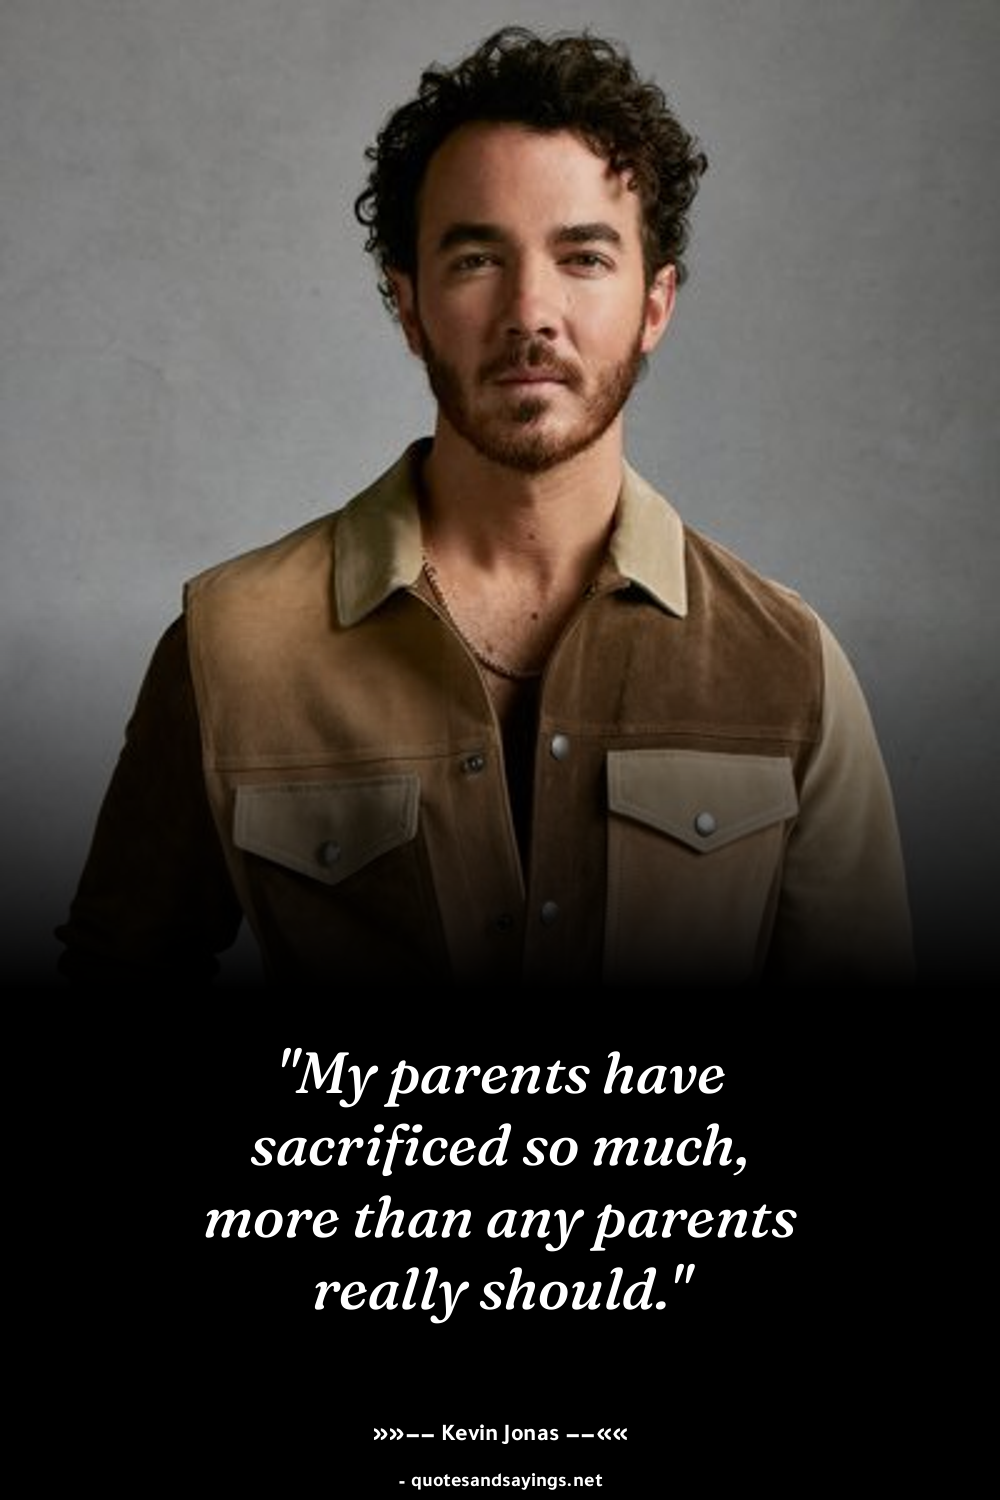 "My parents have
sacrificed so much,
more than any parents
really should."
»»–– Kevin Jonas ––««
- quotesandsayings.net